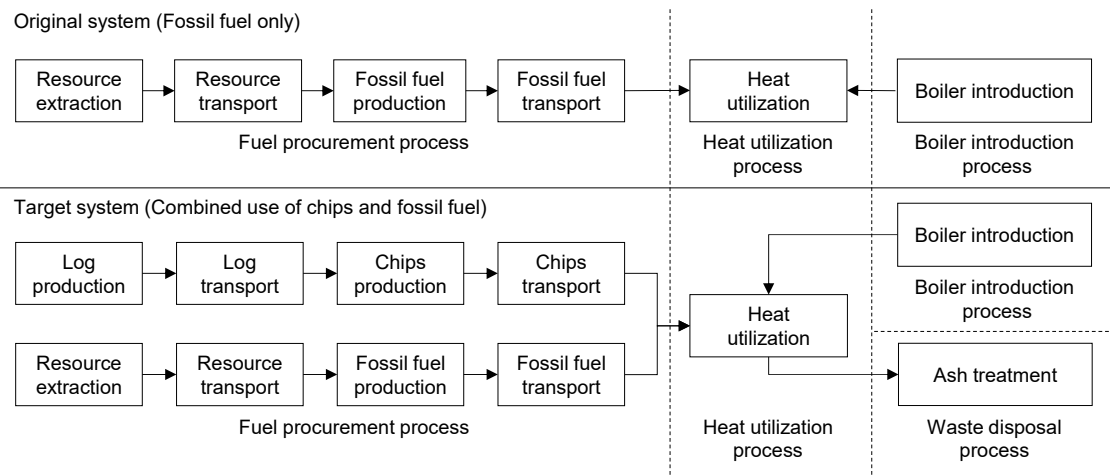 Original system (Fossil fuel only)
Resource
extraction
Resource
transport
Fossil fuel
production
Fossil fuel
transport
Heat
utilization
Boiler introduction
Fuel procurement process
Heat utilization
process
Boiler introduction
process
Target system (Combined use of chips and fossil fuel)
Log
production
Log
transport
Chips
production
Chips
transport
Boiler introduction
Boiler introduction
process
Heat
utilization
Resource
extraction
Resource
transport
Fossil fuel
production
Fossil fuel
transport
Ash treatment
Fuel procurement process
Heat utilization
process
Waste disposal
process